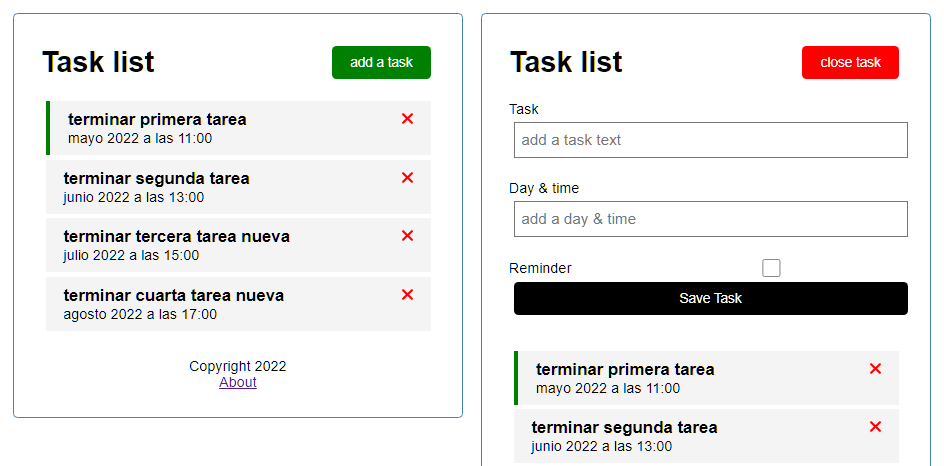 Task list
add a task
terminar primera tarea
mayo 2022 a las 11:00
terminar segunda tarea
junio 2022 a las 13:00
terminar tercera tarea nueva
julio 2022 a las 15:00
terminar cuarta tarea nueva
agosto 2022 a las 17:00
Copyright 2022
About
Task list
close task
Task
add a task text
Day & time
add a day & time
Reminder
Save Task
terminar primera tarea
mayo 2022 a las 11:00
terminar segunda tarea
junio 2022 a las 13:00